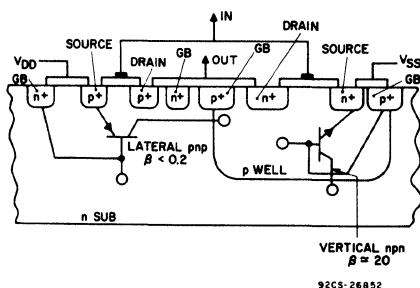 IN
SOURCE
DRAIN
GB
OUT
GB
DRAIN
SOURCE
VDD
VSS
GB
GB
n+
p+
p+
n+
p+
n+
n+
p+
LATERAL pnp
β < 0.2
p WELL
n SUB
VERTICAL npn
β ≃ 20
92CS-26852